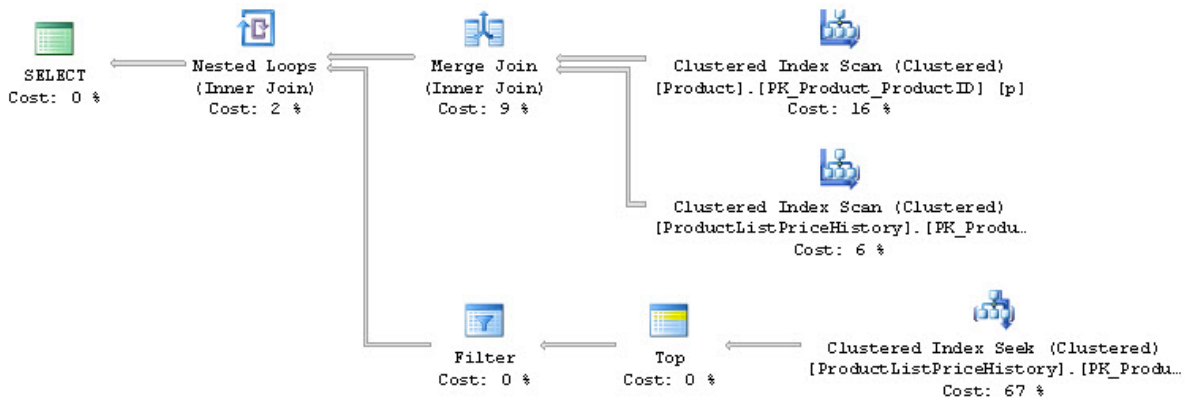 SELECT
Cost: 0 %
Nested Loops
(Inner Join)
Cost: 2 %
Merge Join
(Inner Join)
Cost: 9 %
Clustered Index Scan (Clustered)
[Product].[PK_Product_ProductID] [p]
Cost: 16 %
Clustered Index Scan (Clustered)
[ProductListPriceHistory].[PK_Produ…
Cost: 6 %
Filter
Cost: 0 %
Top
Cost: 0 %
Clustered Index Seek (Clustered)
[ProductListPriceHistory].[PK_Produ…
Cost: 67 %